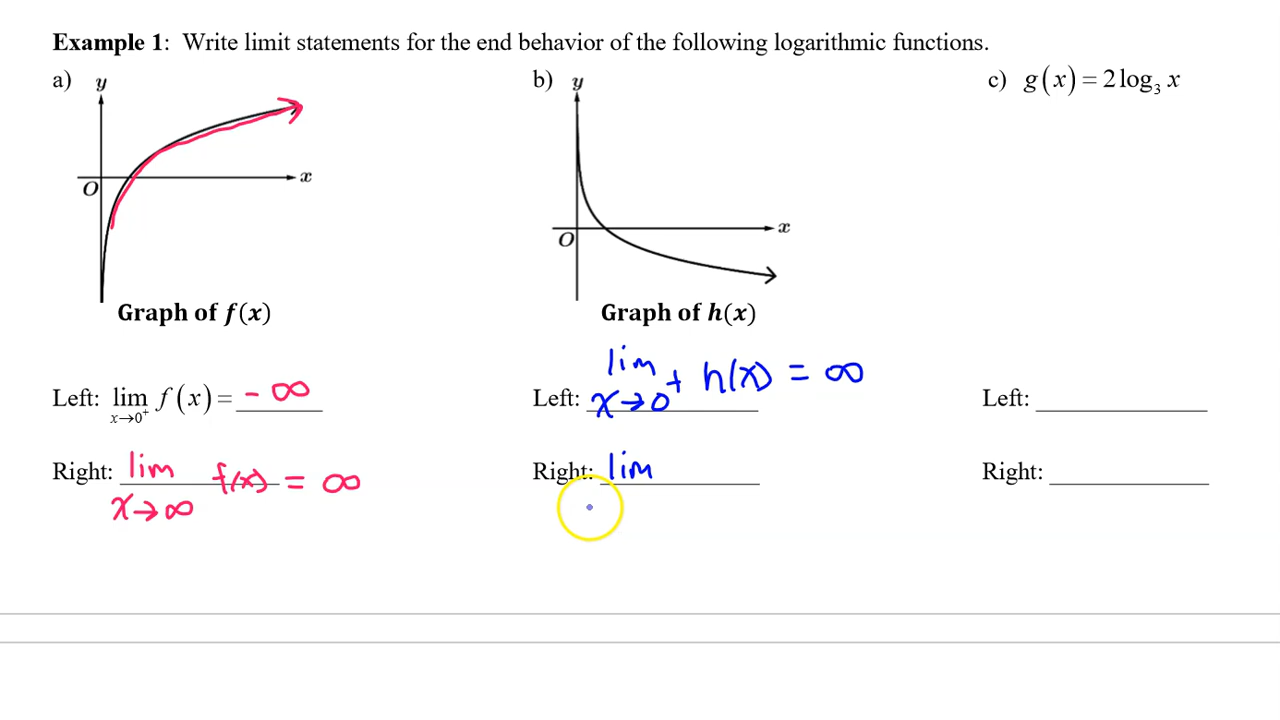 Example 1: Write limit statements for the end behavior of the following logarithmic functions.
a) y
x
O
Graph of f(x)
Left: lim x→0⁺ f(x) = - ∞
Right: lim x→∞ f(x) = ∞
b) y
x
O
Graph of h(x)
Left: lim x→0⁺ h(x) = ∞
Right: lim
c) g(x) = 2 log₃ x
Left:
Right: